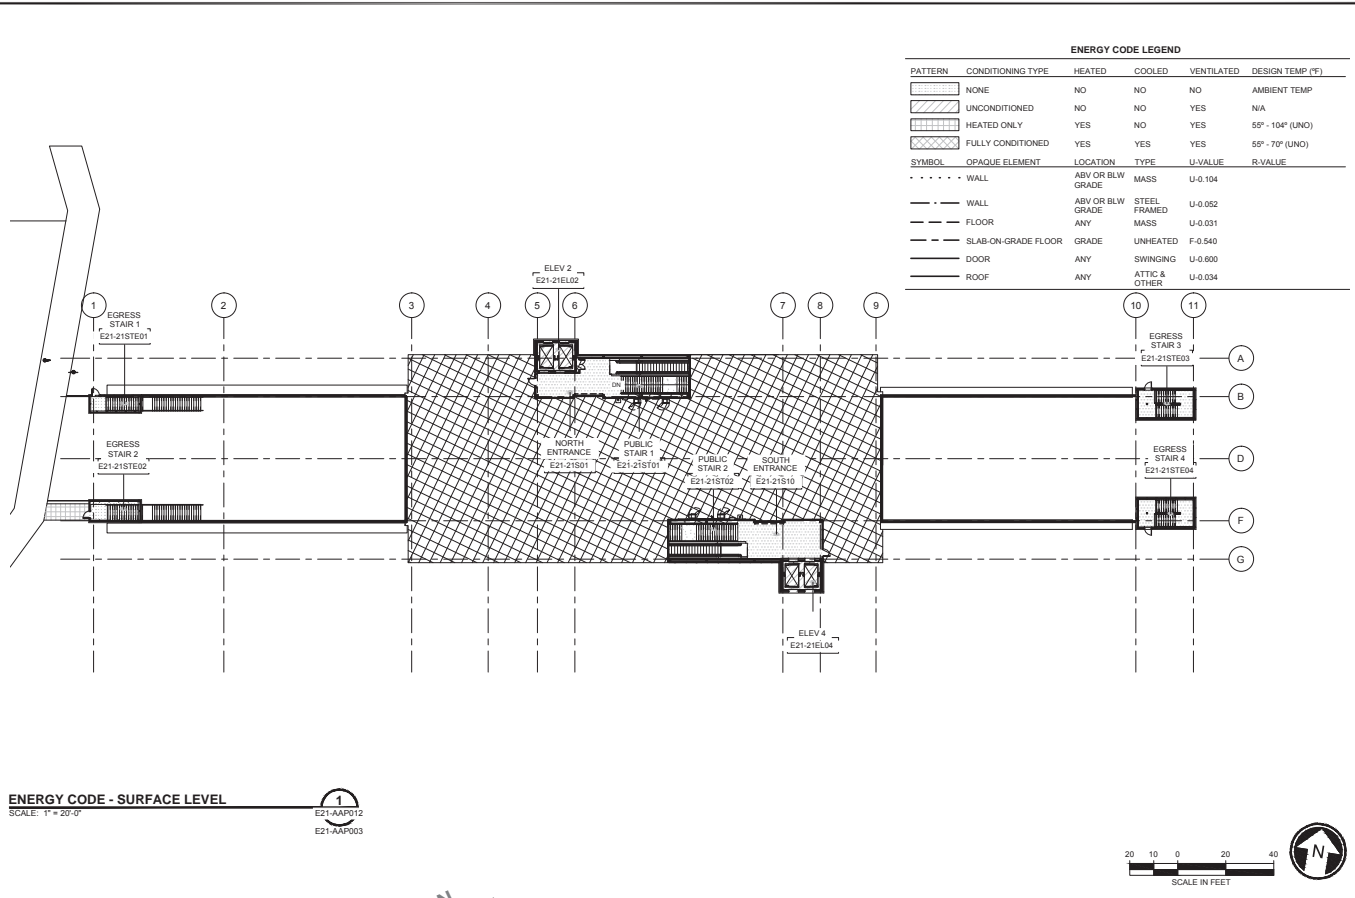 ENERGY CODE LEGEND
PATTERN CONDITIONING TYPE HEATED COOLED VENTILATED DESIGN TEMP (ºF)
NONE NO NO NO AMBIENT TEMP
UNCONDITIONED NO NO YES N/A
HEATED ONLY YES NO YES 55º - 104º (UNO)
FULLY CONDITIONED YES YES YES 55º - 70º (UNO)
SYMBOL OPAQUE ELEMENT LOCATION TYPE U-VALUE R-VALUE
WALL ABV OR BLW GRADE MASS U-0.104
WALL ABV OR BLW GRADE STEEL FRAMED U-0.052
FLOOR ANY MASS U-0.031
SLAB-ON-GRADE FLOOR GRADE UNHEATED F-0.540
DOOR ANY SWINGING U-0.600
ROOF ANY ATTIC & OTHER U-0.034
ELEV 2
E21-21EL02
1 2 3 4 5 6 7 8 9 10 11
EGRESS
STAIR 1
E21-21STE01
EGRESS
STAIR 3
E21-21STE03
A
DN
B
EGRESS
STAIR 2
E21-21STE02
NORTH
ENTRANCE
E21-21S01
PUBLIC
STAIR 1
E21-21ST01
PUBLIC
STAIR 2
E21-21ST02
SOUTH
ENTRANCE
E21-21S10
EGRESS
STAIR 4
E21-21STE04
D
F
G
ELEV 4
E21-21EL04
ENERGY CODE - SURFACE LEVEL
SCALE: 1" = 20'-0"
1
E21-AAP012
E21-AAP003
N
20 10 0 20 40
SCALE IN FEET